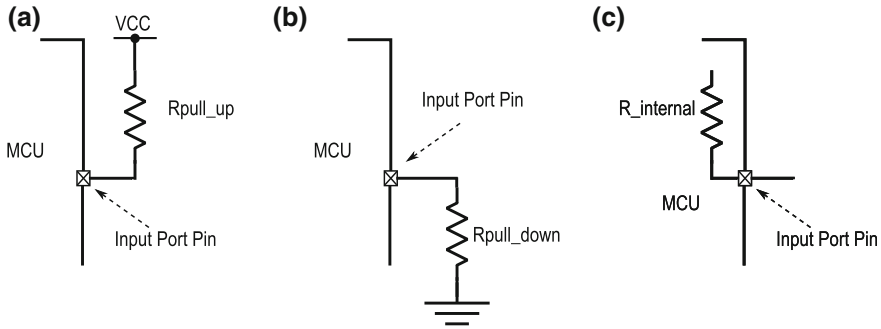 (a)
VCC
Rpull_up
MCU
Input Port Pin
(b)
Input Port Pin
MCU
Rpull_down
(c)
R_internal
MCU
Input Port Pin